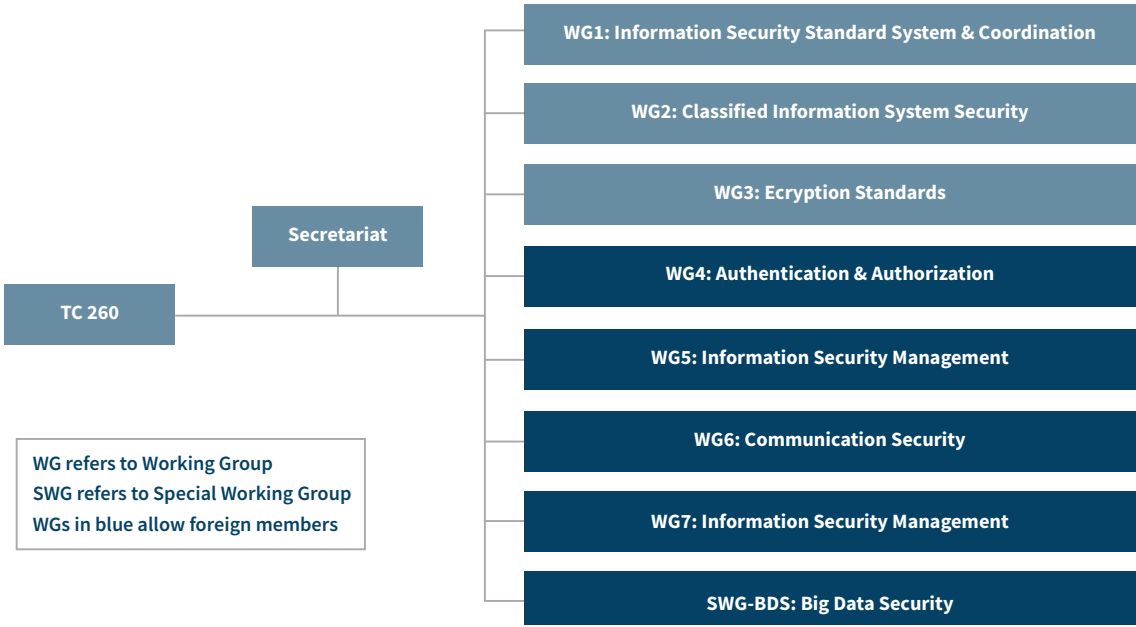 WG1: Information Security Standard System & Coordination
WG2: Classified Information System Security
WG3: Ecryption Standards
Secretariat
WG4: Authentication & Authorization
TC 260
WG5: Information Security Management
WG6: Communication Security
WG refers to Working Group
SWG refers to Special Working Group
WGs in blue allow foreign members
WG7: Information Security Management
SWG-BDS: Big Data Security